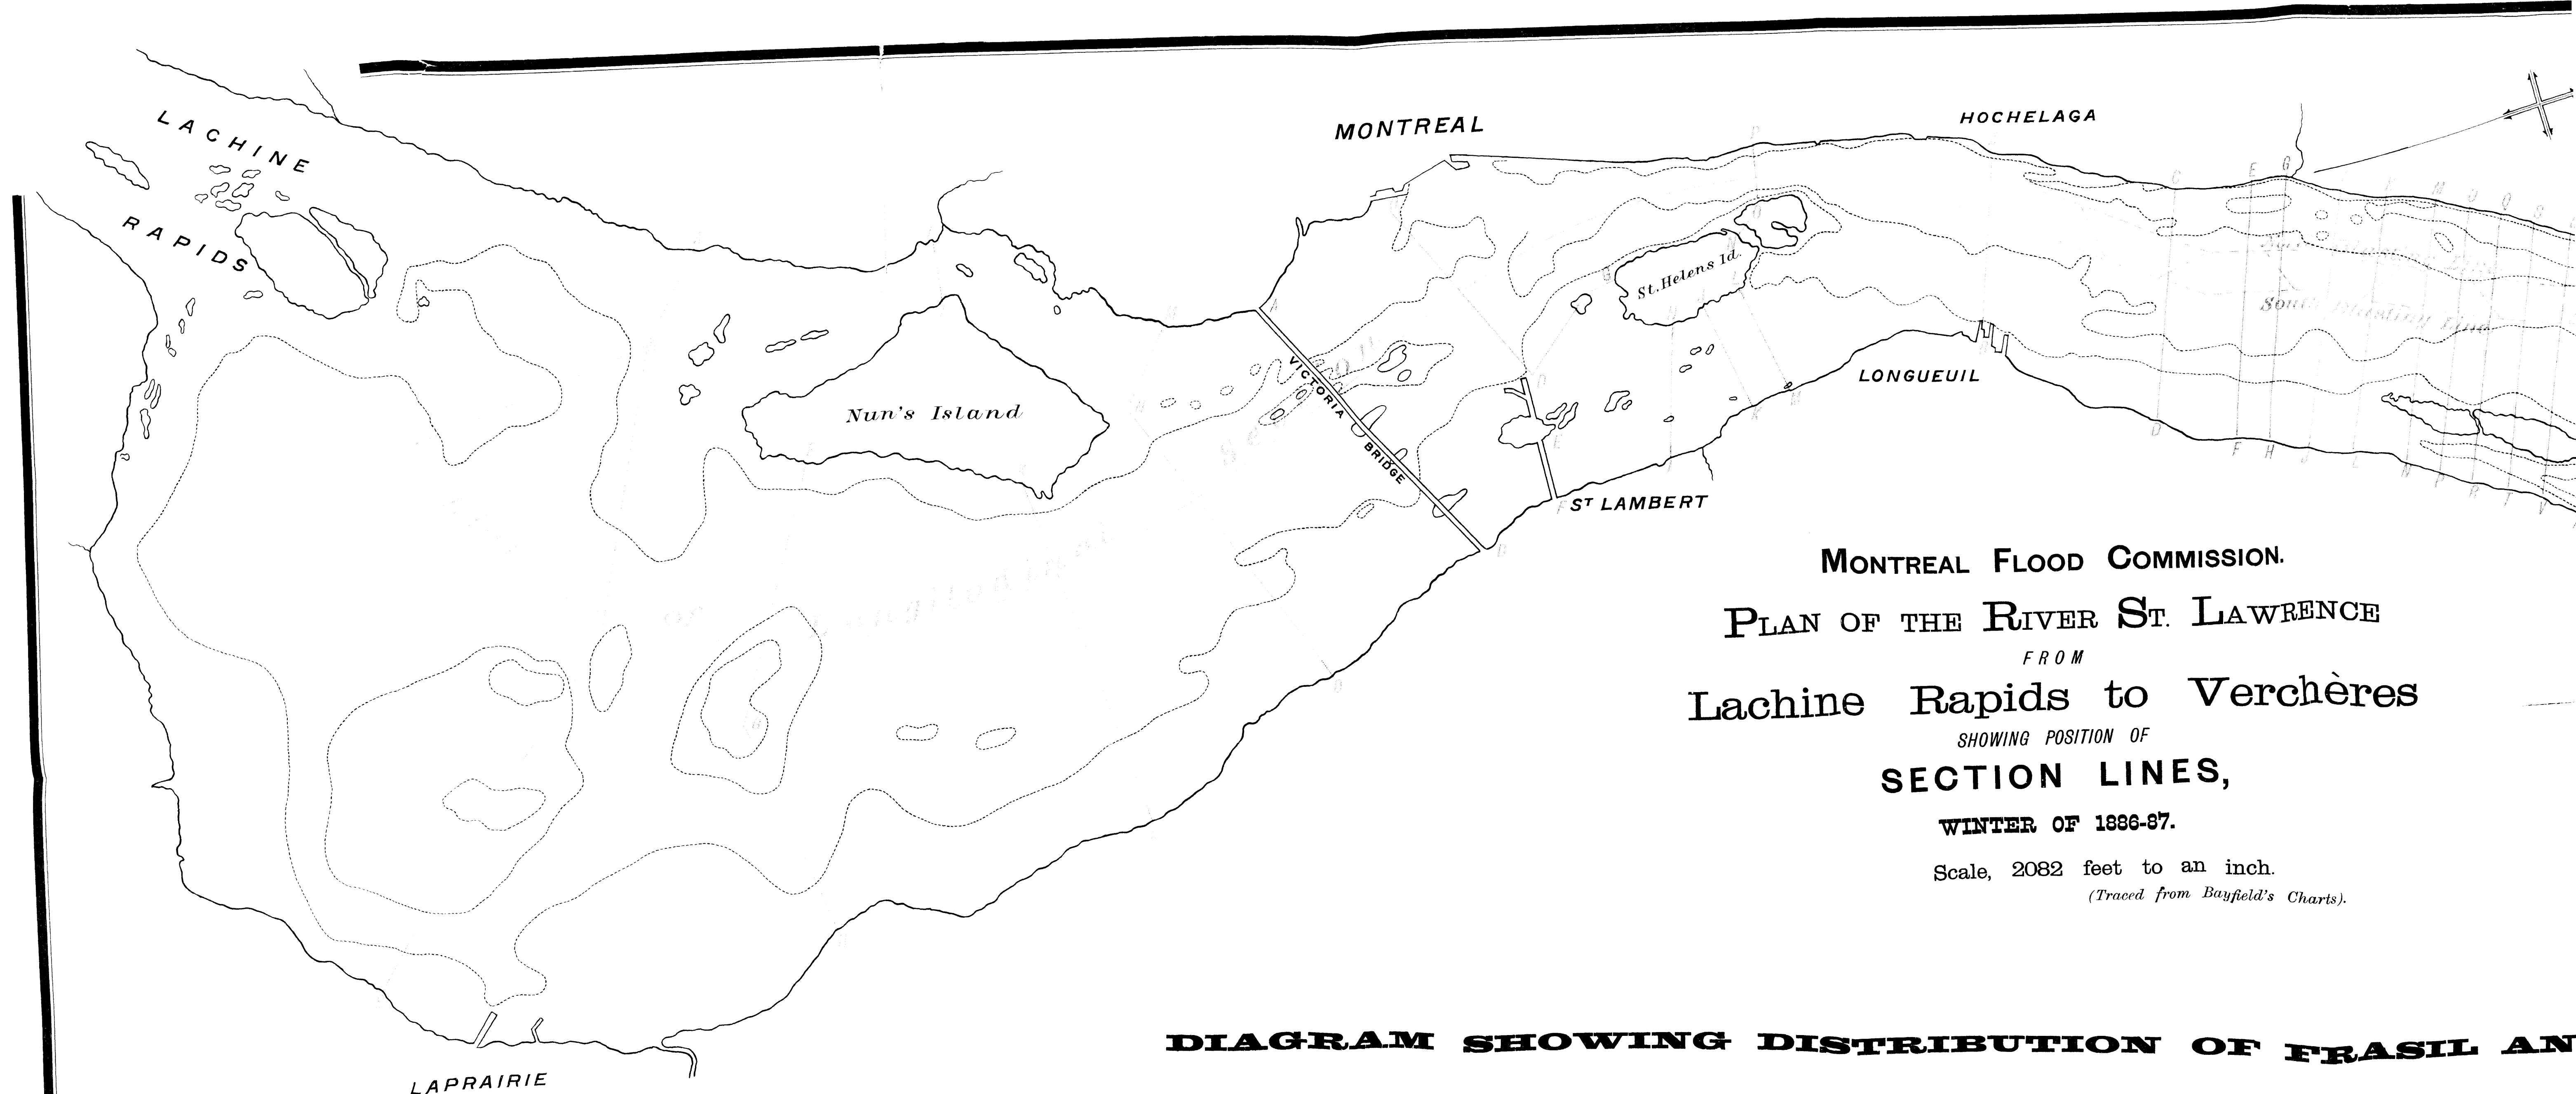 LACHINE
RAPIDS
MONTREAL
HOCHELAGA
St. Helens Id.
Nun's Island
VICTORIA
BRIDGE
LONGUEUIL
ST LAMBERT
LAPRAIRIE
South
MONTREAL FLOOD COMMISSION.
PLAN OF THE RIVER ST. LAWRENCE
FROM
Lachine Rapids to Verchères
SHOWING POSITION OF
SECTION LINES,
WINTER OF 1886-87.
Scale, 2082 feet to an inch.
(Traced from Bayfield's Charts).
DIAGRAM SHOWING DISTRIBUTION OF FRASIL AN